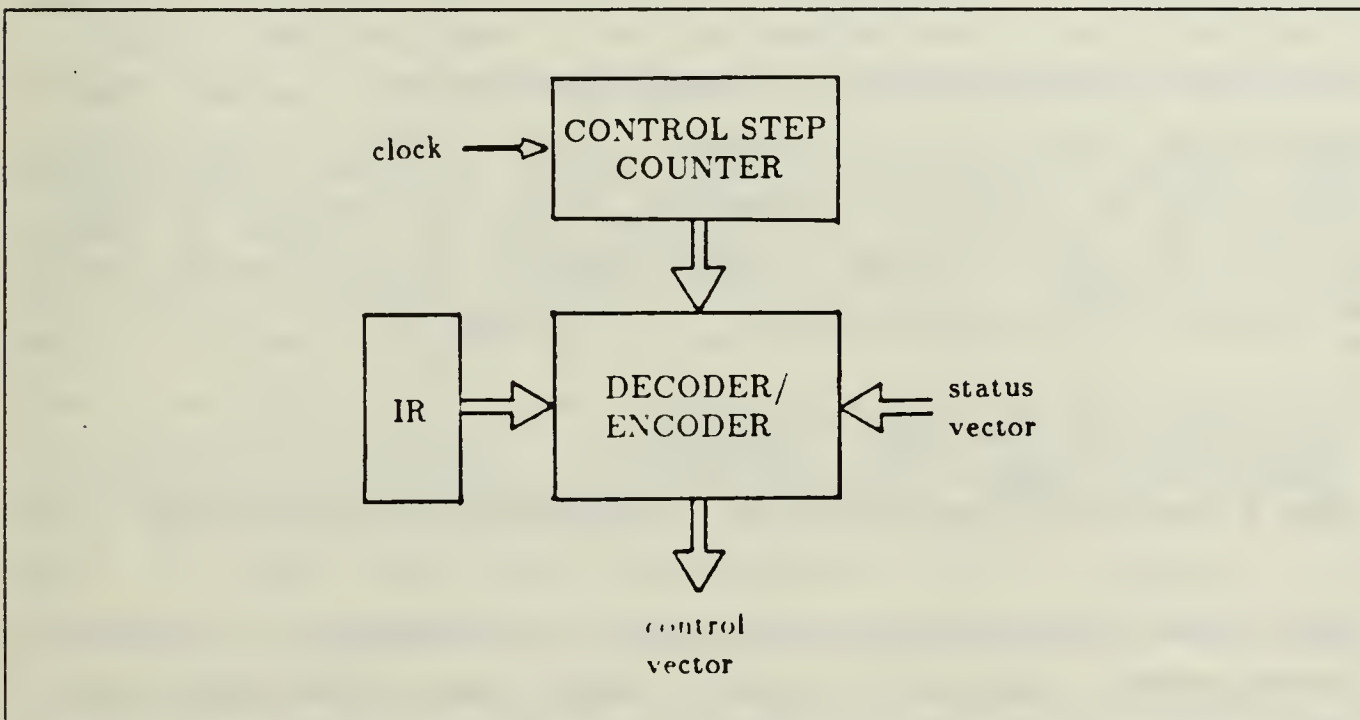 clock
CONTROL STEP
COUNTER
IR
DECODER/
ENCODER
status
vector
control
vector